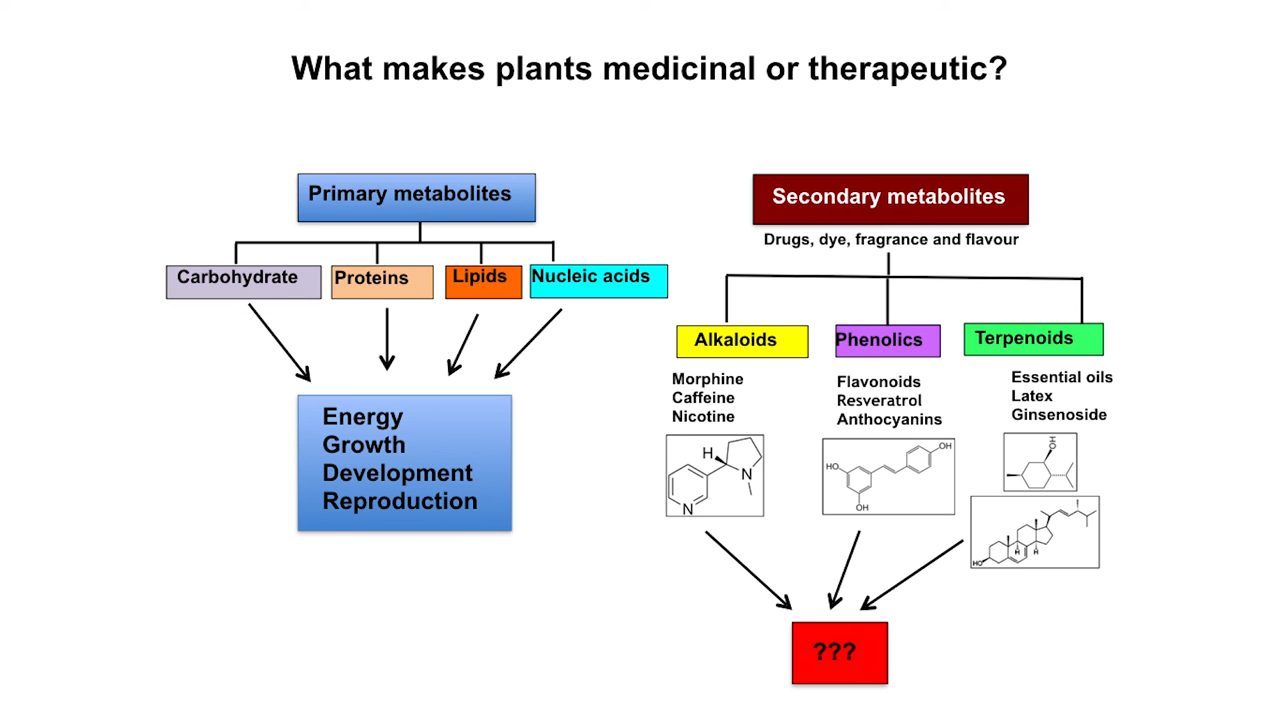 What makes plants medicinal or therapeutic?
Primary metabolites
Carbohydrate
Proteins
Lipids
Nucleic acids
Energy
Growth
Development
Reproduction
Secondary metabolites
Drugs, dye, fragrance and flavour
Alkaloids
Morphine
Caffeine
Nicotine
H
N
N
Phenolics
Flavonoids
Resveratrol
Anthocyanins
OH
HO
OH
Terpenoids
Essential oils
Latex
Ginsenoside
OH
H
H
HO
???